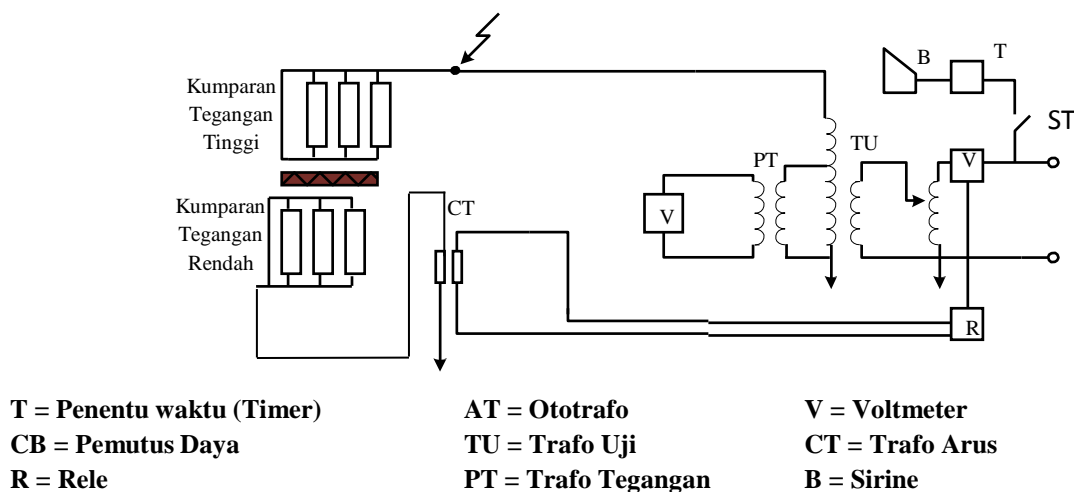 Kumparan
Tegangan
Tinggi
B
T
ST
PT
TU
V
V
Kumparan
Tegangan
Rendah
CT
R
T = Penentu waktu (Timer)
AT = Ototrafo
V = Voltmeter
CB = Pemutus Daya
TU = Trafo Uji
CT = Trafo Arus
R = Rele
PT = Trafo Tegangan
B = Sirine